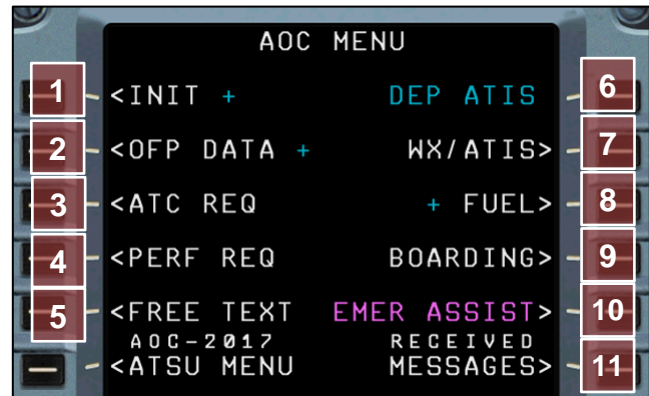 AOC MENU
1 <INIT + DEP ATIS 6
2 <OFP DATA + WX/ATIS> 7
3 <ATC REQ + FUEL> 8
4 <PERF REQ BOARDING> 9
5 <FREE TEXT EMER ASSIST> 10
AOC-2017 RECEIVED
<ATSU MENU MESSAGES> 11